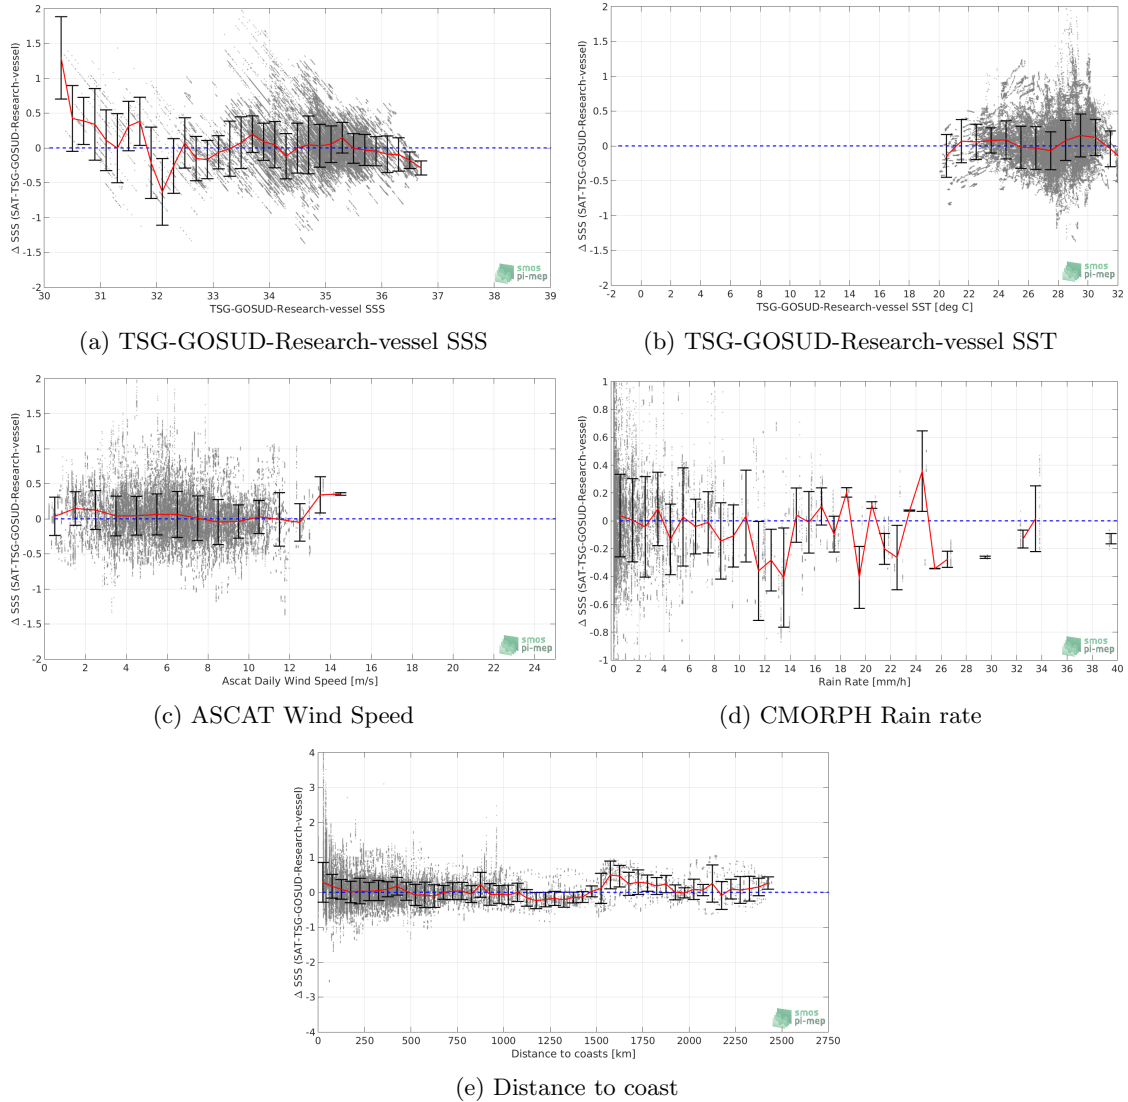 2
1.5
1
0.5
0
-0.5
-1
-1.5
-2
Δ SSS (SAT-TSG-GOSUD-Research-vessel)
30 31 32 33 34 35 36 37 38 39
TSG-GOSUD-Research-vessel SSS
smos
pi-mep
(a) TSG-GOSUD-Research-vessel SSS
2
1.5
1
0.5
0
-0.5
-1
-1.5
-2
Δ SSS (SAT-TSG-GOSUD-Research-vessel)
-2 0 2 4 6 8 10 12 14 16 18 20 22 24 26 28 30 32
TSG-GOSUD-Research-vessel SST [deg C]
smos
pi-mep
(b) TSG-GOSUD-Research-vessel SST
2
1.5
1
0.5
0
-0.5
-1
-1.5
-2
Δ SSS (SAT-TSG-GOSUD-Research-vessel)
0 2 4 6 8 10 12 14 16 18 20 22 24
Ascat Daily Wind Speed [m/s]
smos
pi-mep
(c) ASCAT Wind Speed
1
0.8
0.6
0.4
0.2
0
-0.2
-0.4
-0.6
-0.8
-1
Δ SSS (SAT-TSG-GOSUD-Research-vessel)
0 2 4 6 8 10 12 14 16 18 20 22 24 26 28 30 32 34 36 38 40
Rain Rate [mm/h]
smos
pi-mep
(d) CMORPH Rain rate
4
3
2
1
0
-1
-2
-3
-4
Δ SSS (SAT-TSG-GOSUD-Research-vessel)
0 250 500 750 1000 1250 1500 1750 2000 2250 2500 2750
Distance to coasts [km]
smos
pi-mep
(e) Distance to coast